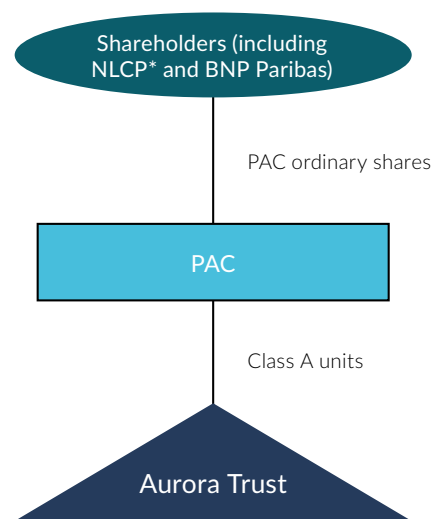 Shareholders (including
NLCP* and BNP Paribas)
PAC ordinary shares
PAC
Class A units
Aurora Trust